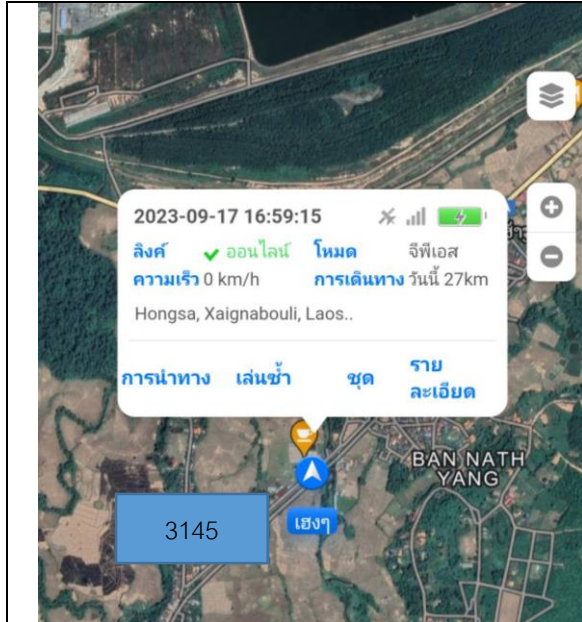 2023-09-17 16:59:15
ลิงค์ ออนไลน์ โหมด จีพีเอส
ความเร็ว 0 km/h การเดินทาง วันนี้ 27km
Hongsa, Xaignabouli, Laos..
การนำทาง เล่นซ้ำ ชุด ราย
ละเอียด
BAN NATH
YANG
เฮงๆ
3145